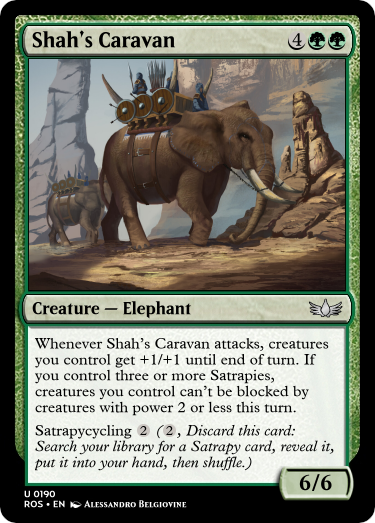 Shah's Caravan 4
Creature — Elephant
Whenever Shah's Caravan attacks, creatures
you control get +1/+1 until end of turn. If
you control three or more Satrapies,
creatures you control can't be blocked by
creatures with power 2 or less this turn.
Satrapycycling 2 (2, Discard this card:
Search your library for a Satrapy card, reveal it,
put it into your hand, then shuffle.)
6/6
U 0190
ROS • EN Alessandro Belgiovine